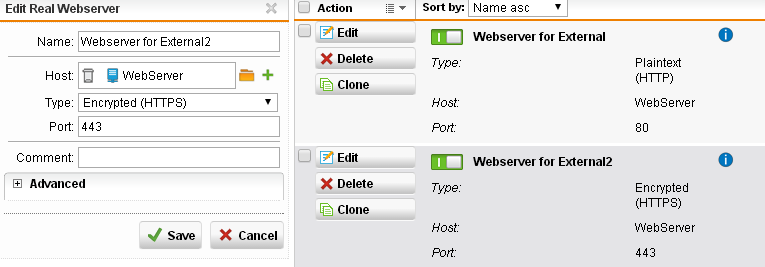 Edit Real Webserver
Name: Webserver for External2
Host: WebServer
Type: Encrypted (HTTPS)
Port: 443
Comment:
Advanced
Save Cancel
Action Sort by: Name asc
Edit Webserver for External
Type: Plaintext
(HTTP)
Delete
Clone
Host: WebServer
Port: 80
Edit Webserver for External2
Type: Encrypted
(HTTPS)
Delete
Clone
Host: WebServer
Port: 443